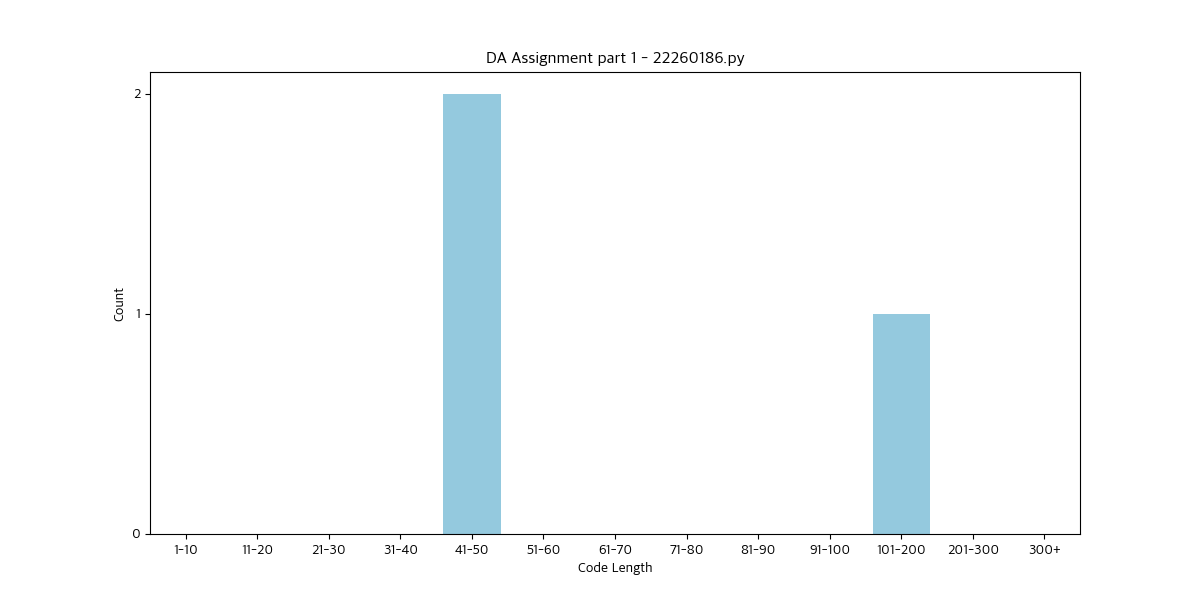 DA Assignment part 1 - 22260186.py
2
1
0
Count
1-10 11-20 21-30 31-40 41-50 51-60 61-70 71-80 81-90 91-100 101-200 201-300 300+
Code Length